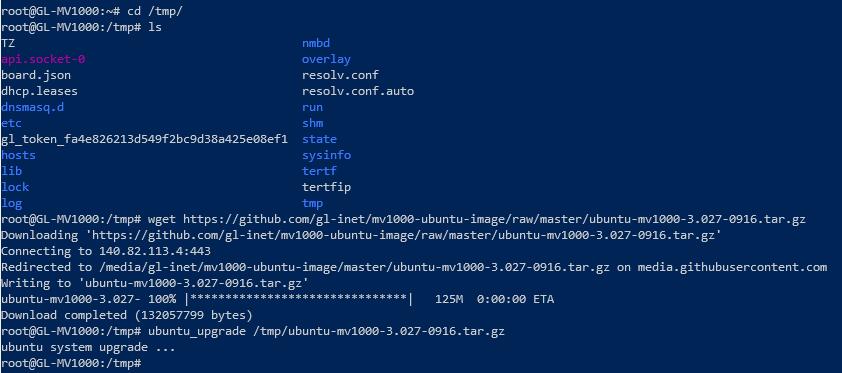 root@GL-MV1000:~# cd /tmp/
root@GL-MV1000:/tmp# ls
TZ                                         nmbd
api.socket-0                               overlay
board.json                                 resolv.conf
dhcp.leases                                resolv.conf.auto
dnsmasq.d                                  run
etc                                        shm
gl_token_fa4e826213d549f2bc9d38a425e08ef1  state
hosts                                      sysinfo
lib                                        tertf
lock                                       tertfip
log                                        tmp
root@GL-MV1000:/tmp# wget https://github.com/gl-inet/mv1000-ubuntu-image/raw/master/ubuntu-mv1000-3.027-0916.tar.gz
Downloading 'https://github.com/gl-inet/mv1000-ubuntu-image/raw/master/ubuntu-mv1000-3.027-0916.tar.gz'
Connecting to 140.82.113.4:443
Redirected to /media/gl-inet/mv1000-ubuntu-image/master/ubuntu-mv1000-3.027-0916.tar.gz on media.githubusercontent.com
Writing to 'ubuntu-mv1000-3.027-0916.tar.gz'
ubuntu-mv1000-3.027- 100% |*******************************|   125M  0:00:00 ETA
Download completed (132057799 bytes)
root@GL-MV1000:/tmp# ubuntu_upgrade /tmp/ubuntu-mv1000-3.027-0916.tar.gz
ubuntu system upgrade ...
root@GL-MV1000:/tmp#